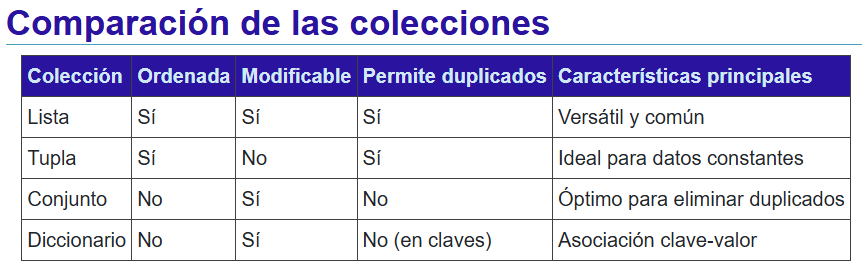 Comparación de las colecciones
Colección Ordenada Modificable Permite duplicados Características principales
Lista Sí Sí Sí Versátil y común
Tupla Sí No Sí Ideal para datos constantes
Conjunto No Sí No Óptimo para eliminar duplicados
Diccionario No Sí No (en claves) Asociación clave-valor